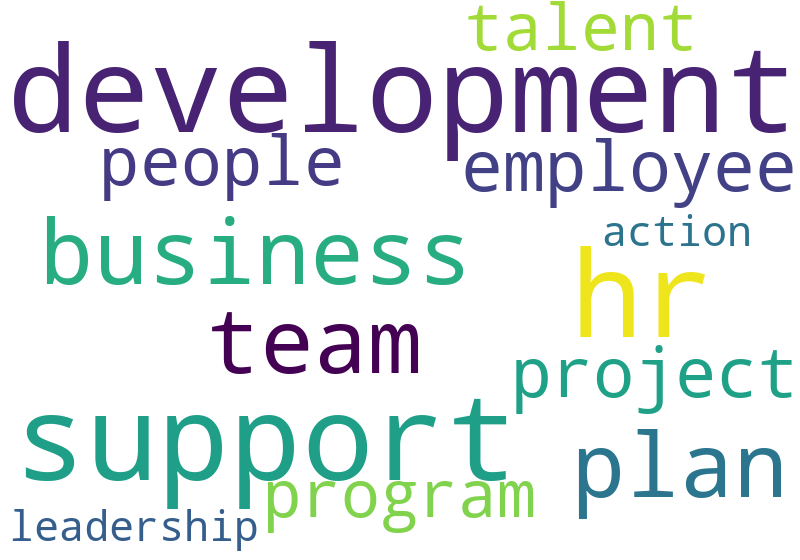 talent
development
people
employee
business
action
hr
team
project
support
plan
program
leadership